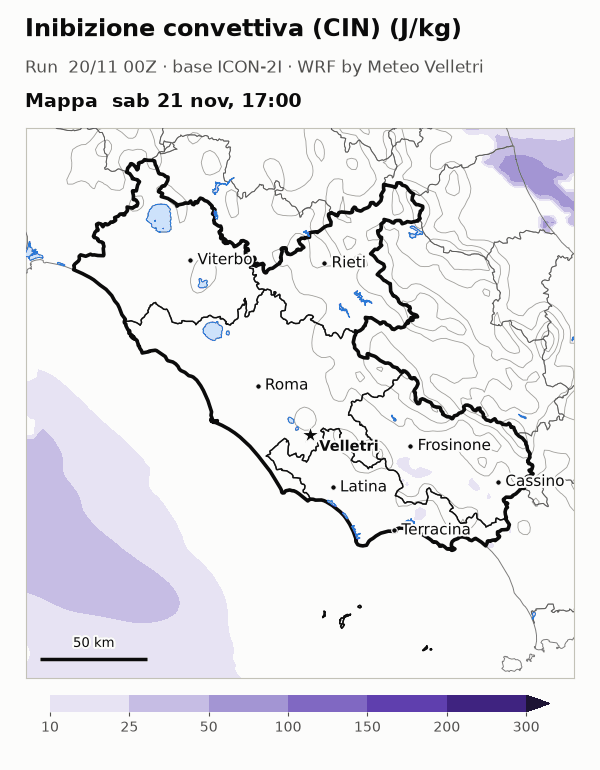 Inibizione convettiva (CIN) (J/kg)
Run  20/11 00Z · base ICON-2I · WRF by Meteo Velletri
Mappa  sab 21 nov, 17:00
Viterbo
Rieti
Roma
Velletri
Frosinone
Latina
Cassino
Terracina
50 km
10 25 50 100 150 200 300